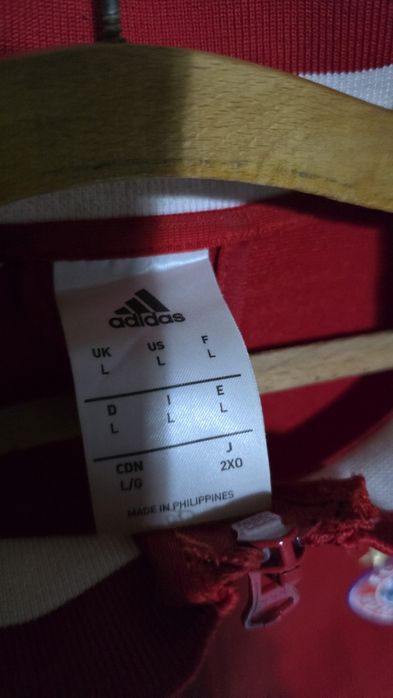 adidas
UK US F
L L L
D I E
L L L
CDN J
L/G 2XO
MADE IN PHILIPPINES